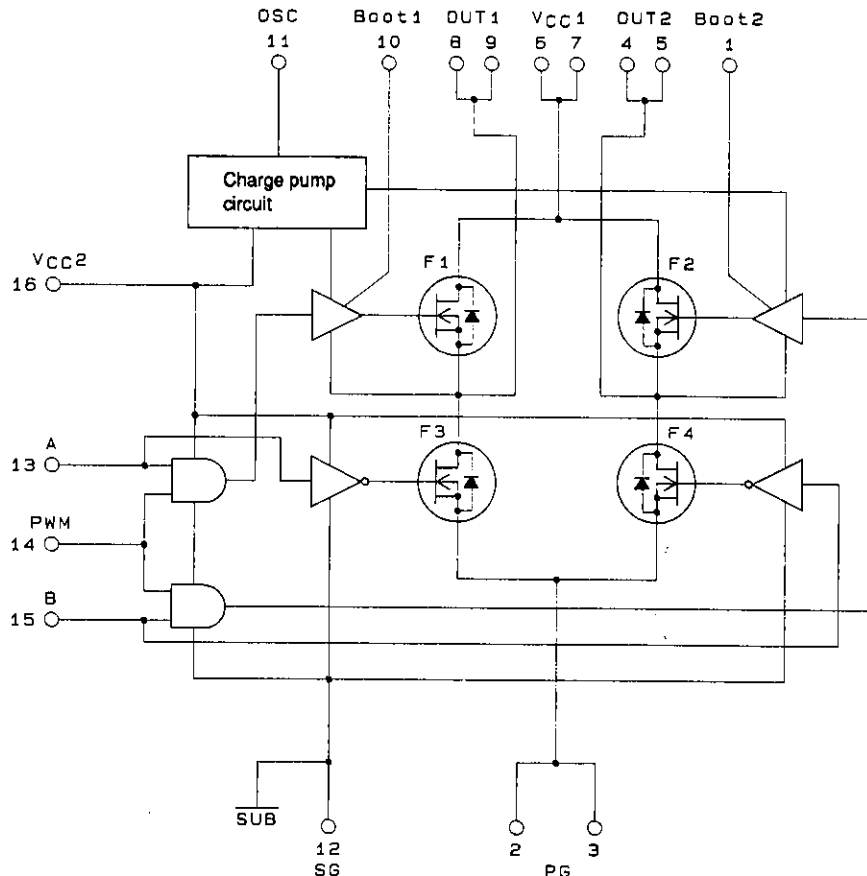 OSC Boot1 OUT1 VCC1 OUT2 Boot2
11 10 8 9 6 7 4 5 1
Charge pump
circuit
VCC2
16
F1 F2
A
13
F3 F4
PWM
14
B
15
SUB
12
SG
2 3
PG